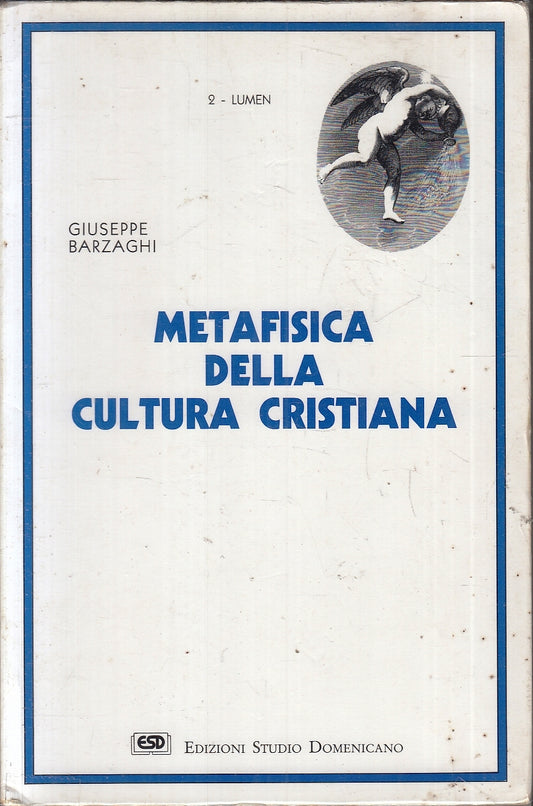 2 - LUMEN
GIUSEPPE
BARZAGHI
METAFISICA
DELLA
CULTURA CRISTIANA
ESD EDIZIONI STUDIO DOMENICANO